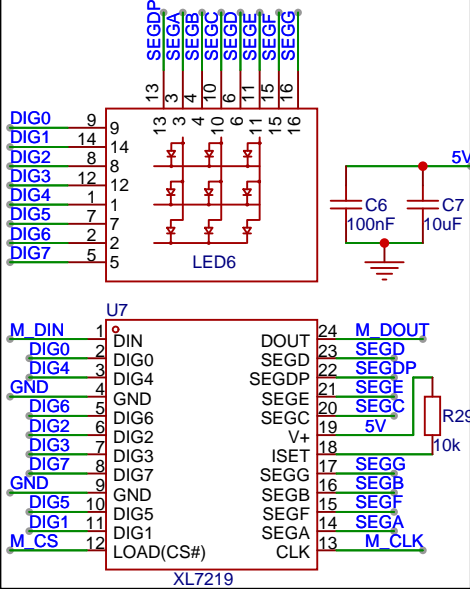 SEGDP
SEGA
SEGB
SEGC
SEGD
SEGE
SEGF
SEGG
13
3
4
10
6
11
15
16
13
3
4
10
6
11
15
16
DIG0 9 9
DIG1 14 14
DIG2 8 8
DIG3 12 12
DIG4 1 1
DIG5 7 7
DIG6 2 2
DIG7 5 5
LED6
5V
C6 C7
100nF 10uF
U7
M_DIN 1 DIN DOUT 24 M_DOUT
DIG0 2 DIG0 SEGD 23 SEGD
DIG4 3 DIG4 SEGDP 22 SEGDP
GND 4 GND SEGE 21 SEGE
DIG6 5 DIG6 SEGC 20 SEGC
DIG2 6 DIG2 V+ 19 5V
DIG3 7 DIG3 ISET 18
DIG7 8 DIG7 SEGG 17 SEGG
GND 9 GND SEGB 16 SEGB
DIG5 10 DIG5 SEGF 15 SEGF
DIG1 11 DIG1 SEGA 14 SEGA
M_CS 12 LOAD(CS#) CLK 13 M_CLK
R29
10k
XL7219